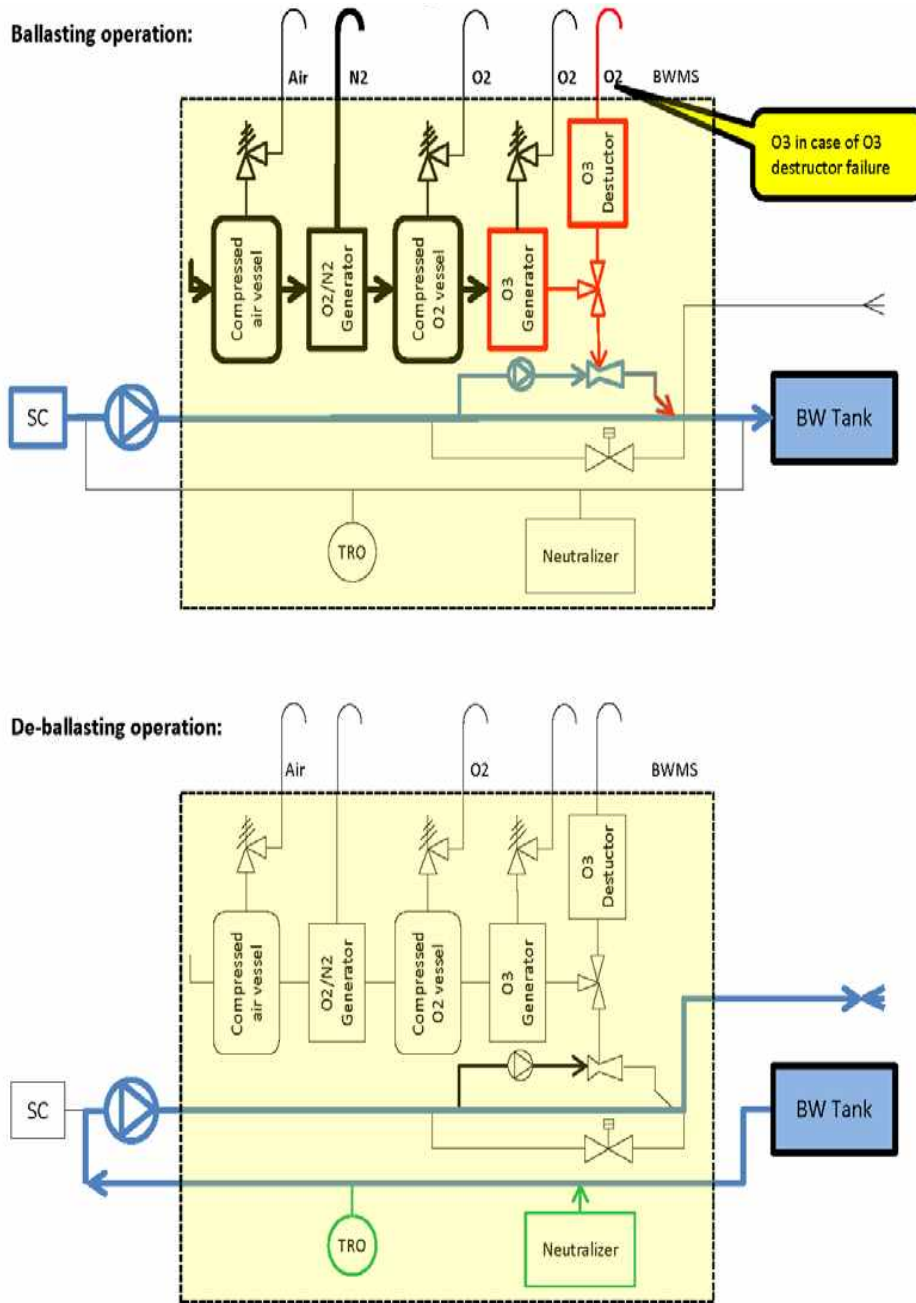 Ballasting operation:
Air
N2
O2
O2
O2
BWMS
O3 in case of O3
destructor failure
Compressed
air vessel
O2/N2
Generator
Compressed
O2 vessel
O3
Generator
O3
Destuctor
SC
BW Tank
TRO
Neutralizer
De-ballasting operation:
Air
O2
BWMS
Compressed
air vessel
O2/N2
Generator
Compressed
O2 vessel
O3
Generator
O3
Destuctor
SC
BW Tank
TRO
Neutralizer